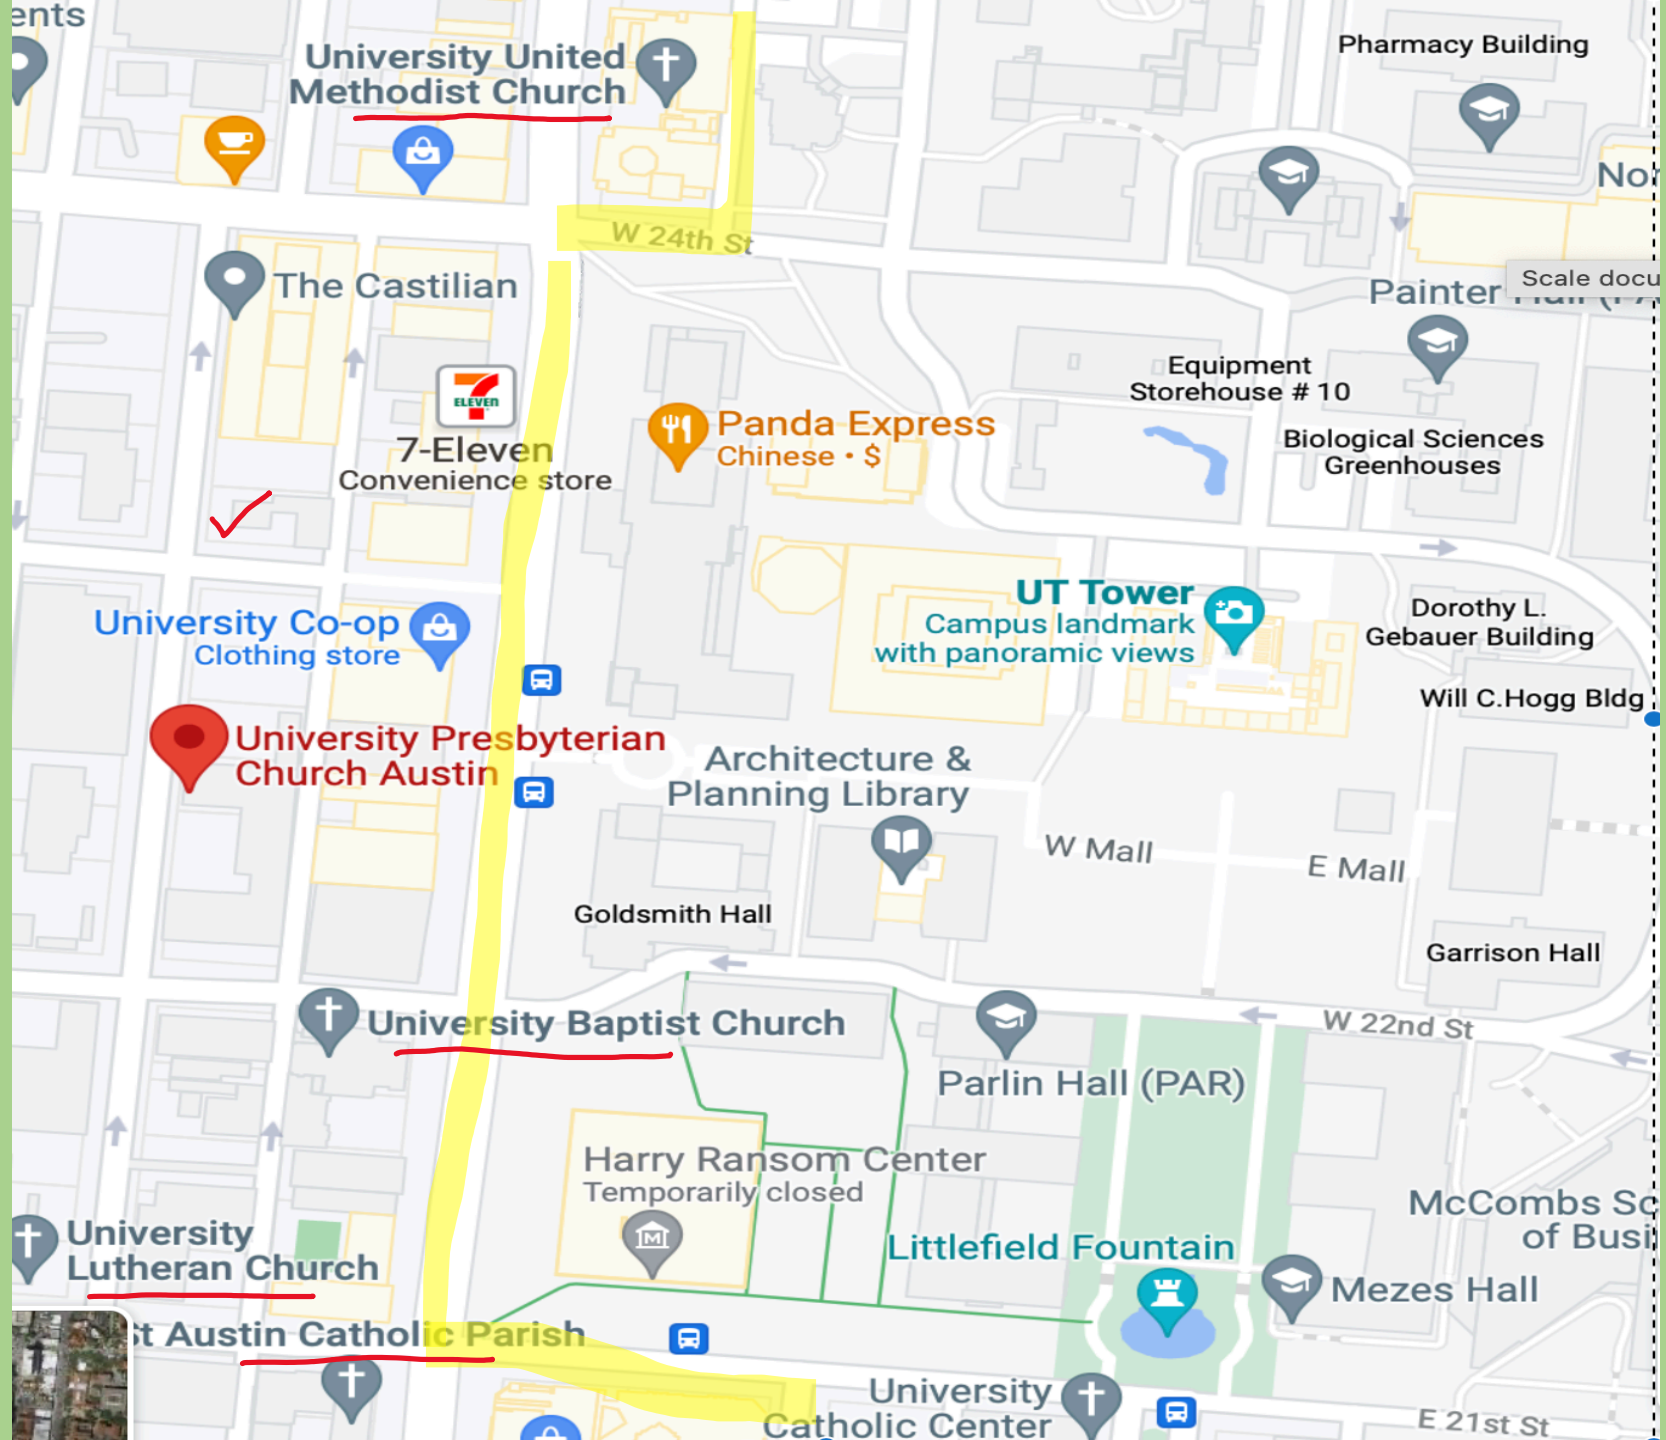 ents
University United
Methodist Church
Pharmacy Building
W 24th St
The Castilian
Scale docu
Painter
ELEVEN
7-Eleven
Convenience store
Panda Express
Chinese • $
Equipment
Storehouse # 10
Biological Sciences
Greenhouses
University Co-op
Clothing store
UT Tower
Campus landmark
with panoramic views
Dorothy L.
Gebauer Building
Will C.Hogg Bldg
University Presbyterian
Church Austin
Architecture &
Planning Library
W Mall
E Mall
Goldsmith Hall
Garrison Hall
University Baptist Church
W 22nd St
Parlin Hall (PAR)
Harry Ransom Center
Temporarily closed
McCombs Sc
of Busi
University
Lutheran Church
Littlefield Fountain
Mezes Hall
St Austin Catholic Parish
University
Catholic Center
E 21st St